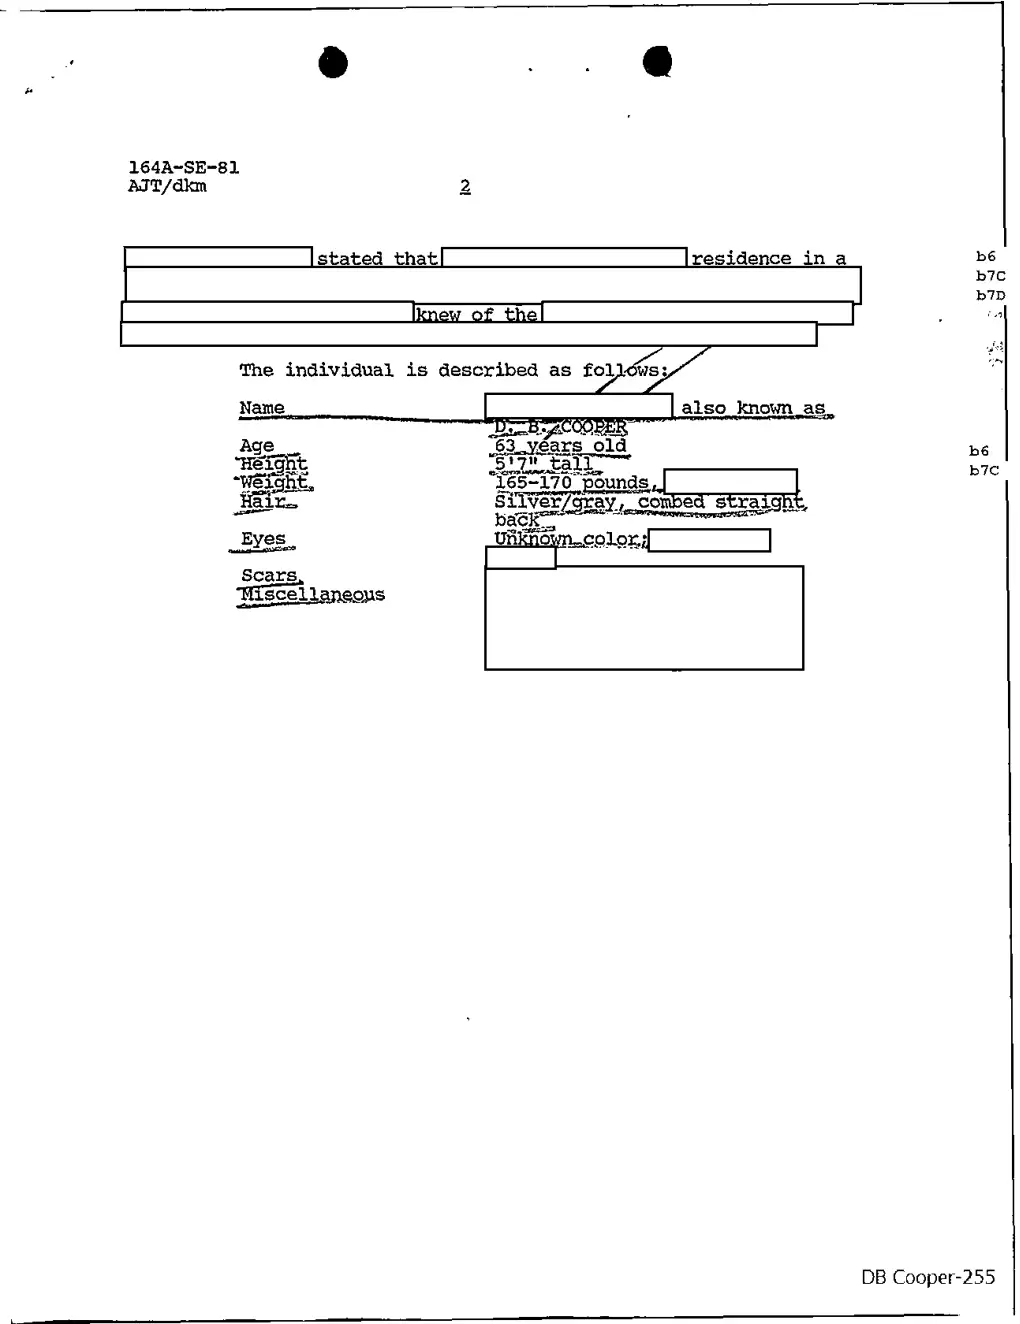 164A-SE-81
AJT/dkm
2
stated that residence in a
b6
b7C
b7D
knew of the
The individual is described as follows:
Name also known as
D. B. COOPER
Age 63 years old
Height 5'7" tall
Weight 165-170 pounds,
Hair Silver/gray, combed straight
back
Eyes Unknown color;
b6
b7C
Scars,
Miscellaneous
DB Cooper-255